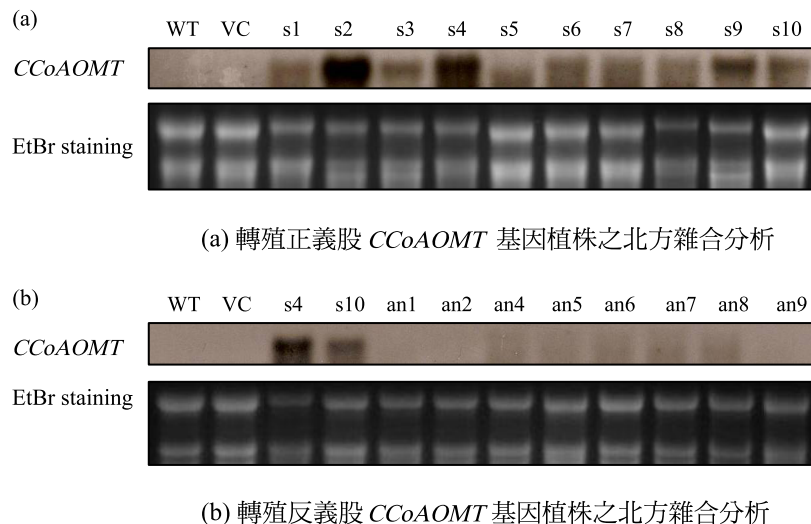 (a)
WT VC s1 s2 s3 s4 s5 s6 s7 s8 s9 s10
CCoAOMT
EtBr staining
(a) 轉殖正義股 CCoAOMT 基因植株之北方雜合分析
(b)
WT VC s4 s10 an1 an2 an4 an5 an6 an7 an8 an9
CCoAOMT
EtBr staining
(b) 轉殖反義股 CCoAOMT 基因植株之北方雜合分析